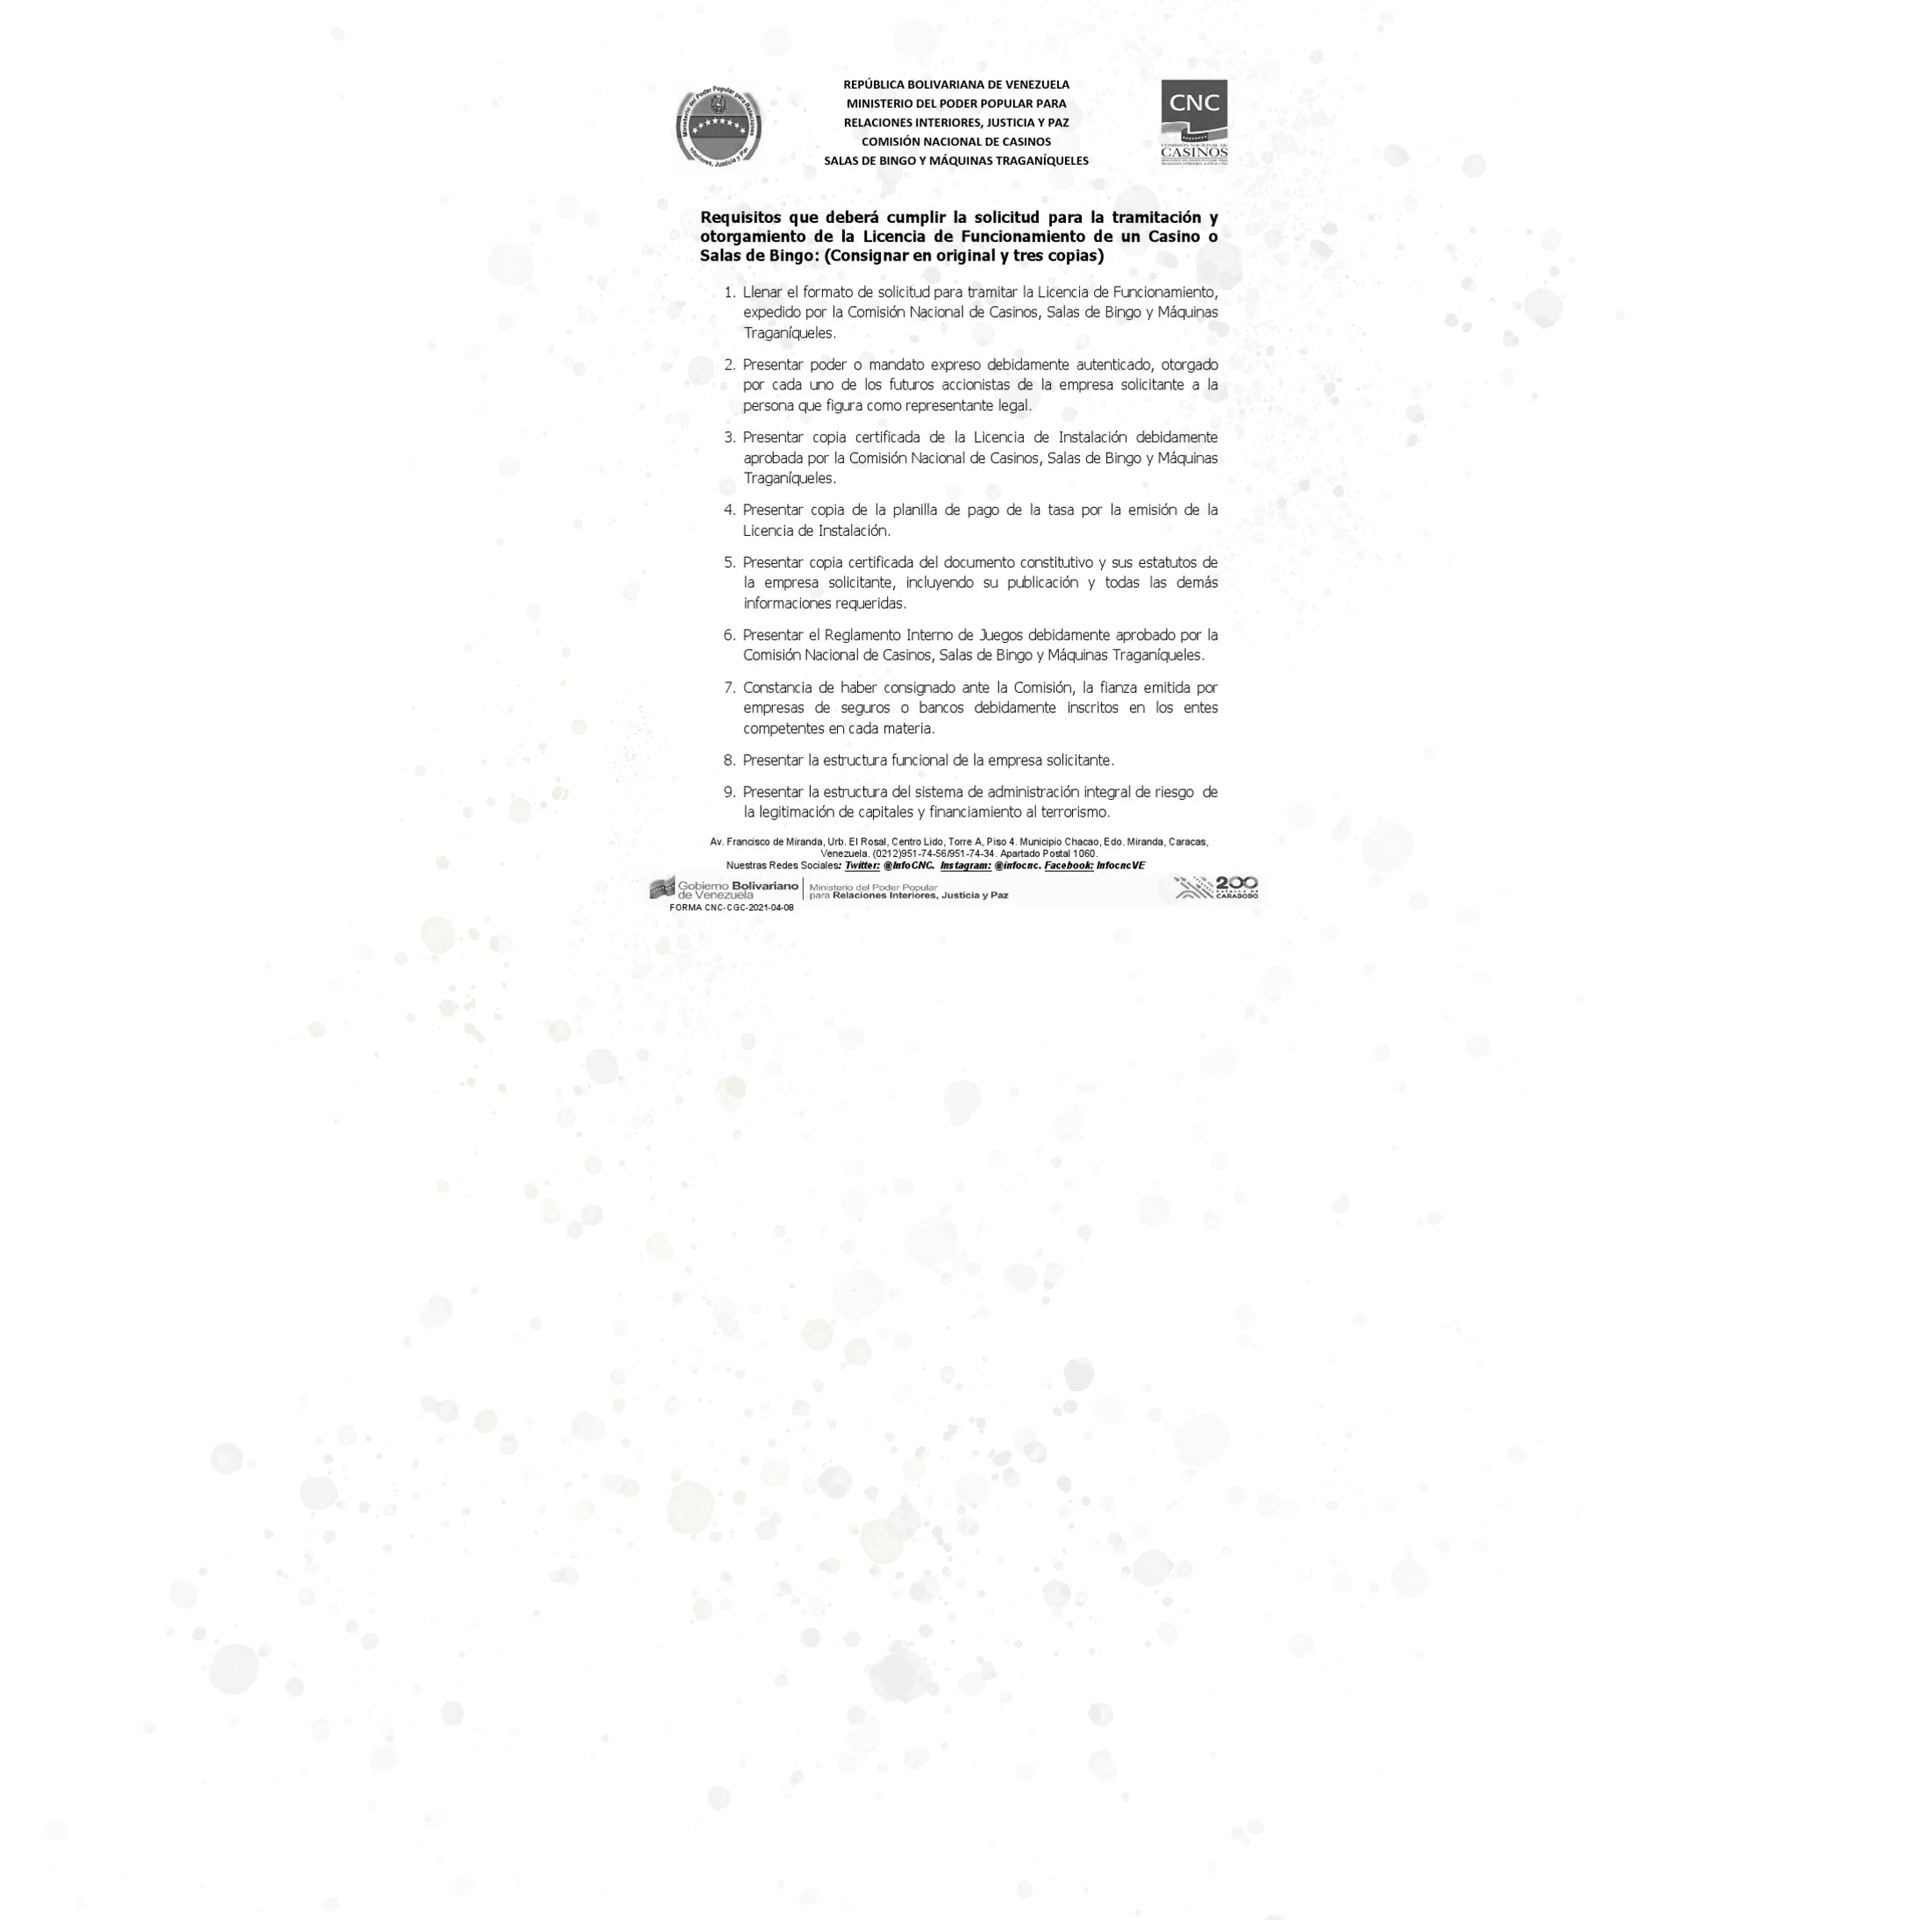 REPÚBLICA BOLIVARIANA DE VENEZUELA
MINISTERIO DEL PODER POPULAR PARA
RELACIONES INTERIORES, JUSTICIA Y PAZ
COMISIÓN NACIONAL DE CASINOS
SALAS DE BINGO Y MÁQUINAS TRAGANÍQUELES
Ministerio del Poder Popular para Relaciones
Interiores, Justicia y Paz
CNC
COMISIÓN NACIONAL DE
CASINOS
Requisitos que deberá cumplir la solicitud para la tramitación y
otorgamiento de la Licencia de Funcionamiento de un Casino o
Salas de Bingo: (Consignar en original y tres copias)
1. Llenar el formato de solicitud para tramitar la Licencia de Funcionamiento,
expedido por la Comisión Nacional de Casinos, Salas de Bingo y Máquinas
Traganíqueles.
2. Presentar poder o mandato expreso debidamente autenticado, otorgado
por cada uno de los futuros accionistas de la empresa solicitante a la
persona que figura como representante legal.
3. Presentar copia certificada de la Licencia de Instalación debidamente
aprobada por la Comisión Nacional de Casinos, Salas de Bingo y Máquinas
Traganíqueles.
4. Presentar copia de la planilla de pago de la tasa por la emisión de la
Licencia de Instalación.
5. Presentar copia certificada del documento constitutivo y sus estatutos de
la empresa solicitante, incluyendo su publicación y todas las demás
informaciones requeridas.
6. Presentar el Reglamento Interno de Juegos debidamente aprobado por la
Comisión Nacional de Casinos, Salas de Bingo y Máquinas Traganíqueles.
7. Constancia de haber consignado ante la Comisión, la fianza emitida por
empresas de seguros o bancos debidamente inscritos en los entes
competentes en cada materia.
8. Presentar la estructura funcional de la empresa solicitante.
9. Presentar la estructura del sistema de administración integral de riesgo de
la legitimación de capitales y financiamiento al terrorismo.
Av. Francisco de Miranda, Urb. El Rosal, Centro Lido, Torre A, Piso 4. Municipio Chacao, Edo. Miranda, Caracas,
Venezuela. (0212)951-74-56/951-74-34. Apartado Postal 1060.
Nuestras Redes Sociales: Twitter: @InfoCNC. Instagram: @infocnc. Facebook: InfocncVE
Gobierno Bolivariano
de Venezuela
Ministerio del Poder Popular
para Relaciones Interiores, Justicia y Paz
200
BATALLA DE
CARABOBO
FORMA CNC-CGC-2021-04-08